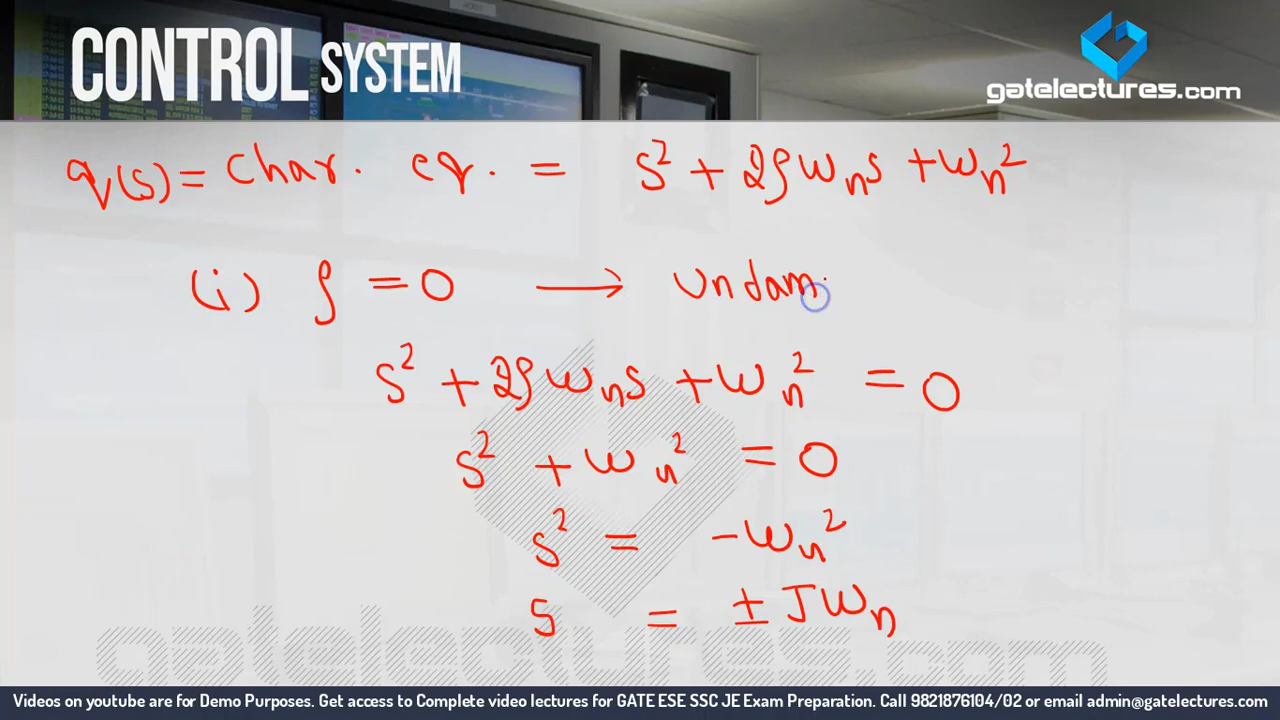 CONTROL SYSTEM
gatelectures.com
q(s) = Char. eq. = s² + 2ζωₙs + ωₙ²
(i) ζ = 0 → Undam
s² + 2ζωₙs + ωₙ² = 0
s² + ωₙ² = 0
s² = -ωₙ²
s = ± Jωₙ
gatelectures.com
Videos on youtube are for Demo Purposes. Get access to Complete video lectures for GATE ESE SSC JE Exam Preparation. Call 9821876104/02 or email admin@gatelectures.com